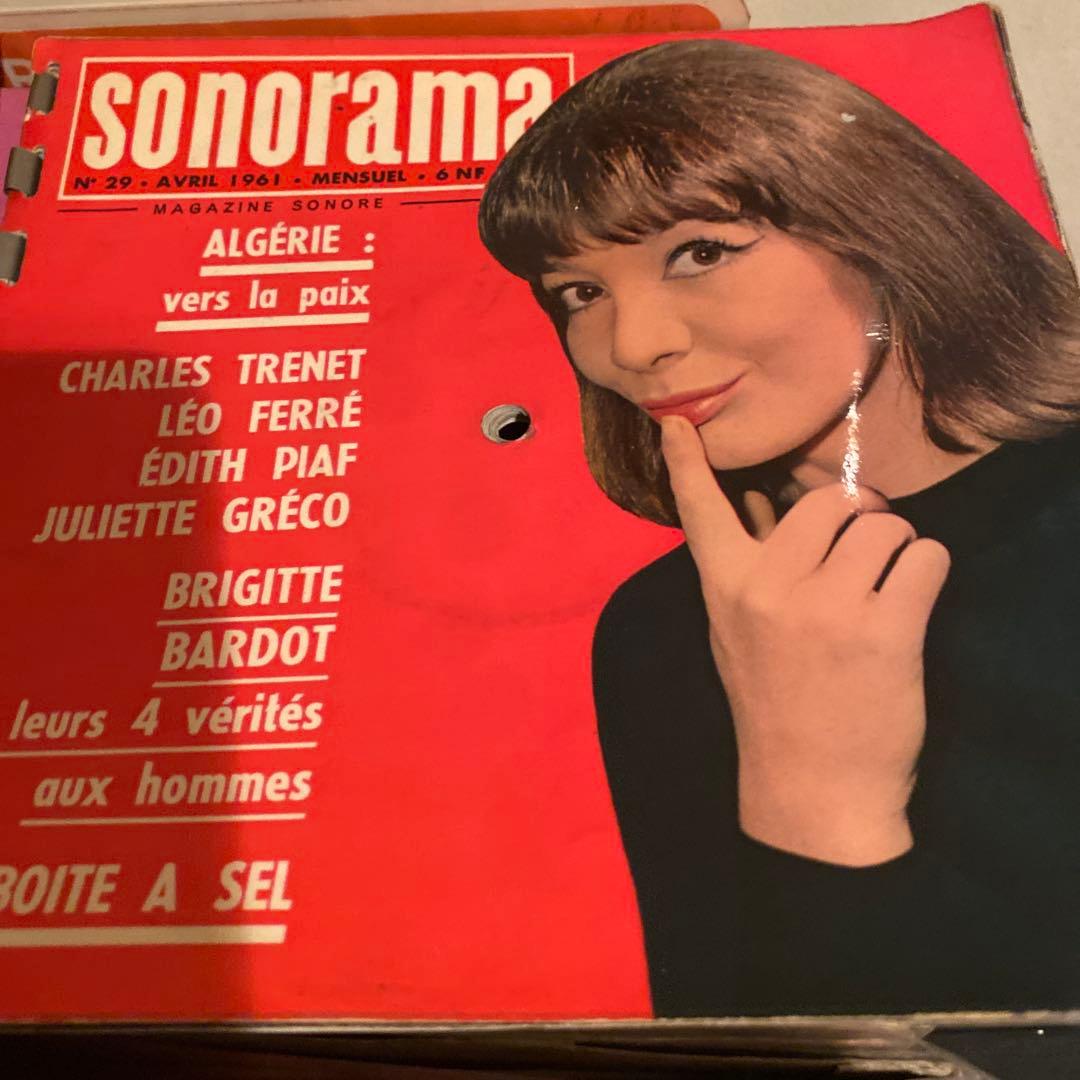 sonorama
N° 29 • AVRIL 1961 • MENSUEL • 6 NF
MAGAZINE SONORE
ALGÉRIE :
vers la paix
CHARLES TRENET
LÉO FERRÉ
ÉDITH PIAF
JULIETTE GRÉCO
BRIGITTE
BARDOT
leurs 4 vérités
aux hommes
BOITE A SEL